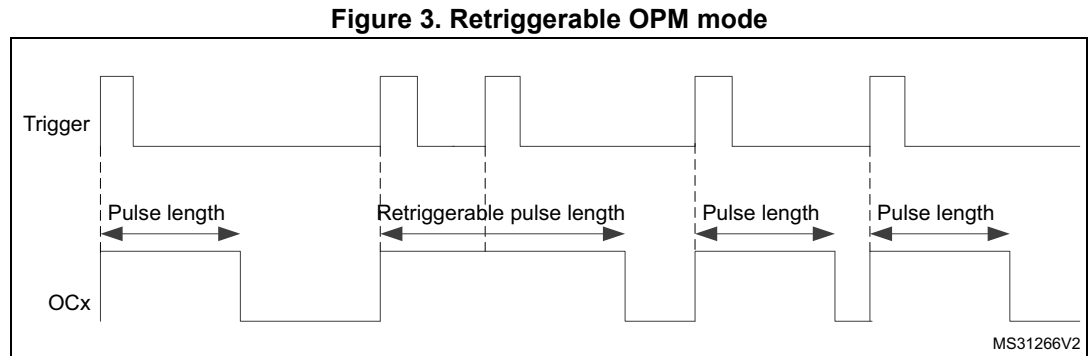 Figure 3. Retriggerable OPM mode
Trigger
Pulse length
Retriggerable pulse length
Pulse length
Pulse length
OCx
MS31266V2